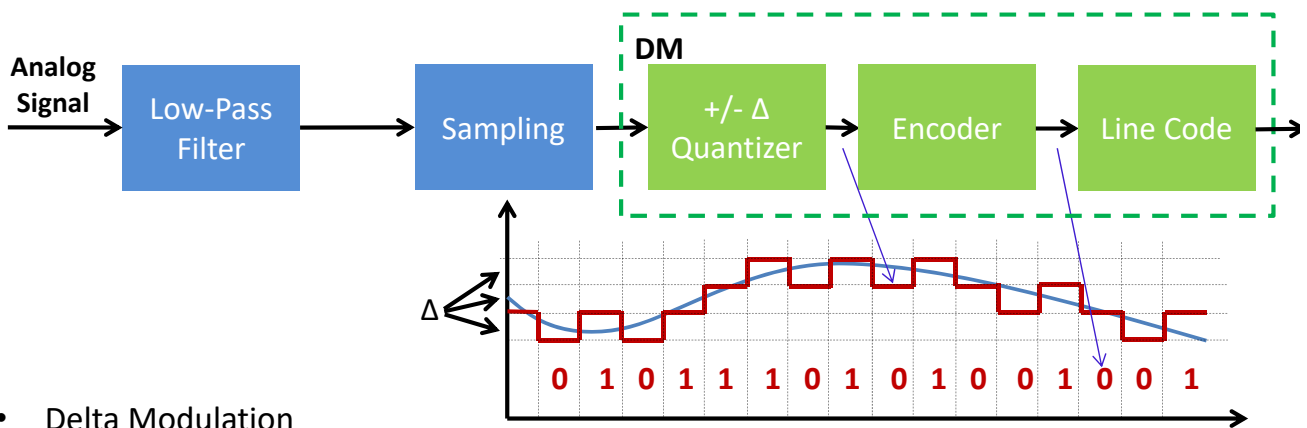 DM
Analog
Signal
Low-Pass
Filter
Sampling
+/- Δ
Quantizer
Encoder
Line Code
Δ
0 1 0 1 1 1 0 1 0 1 0 0 1 0 0 1
• Delta Modulation